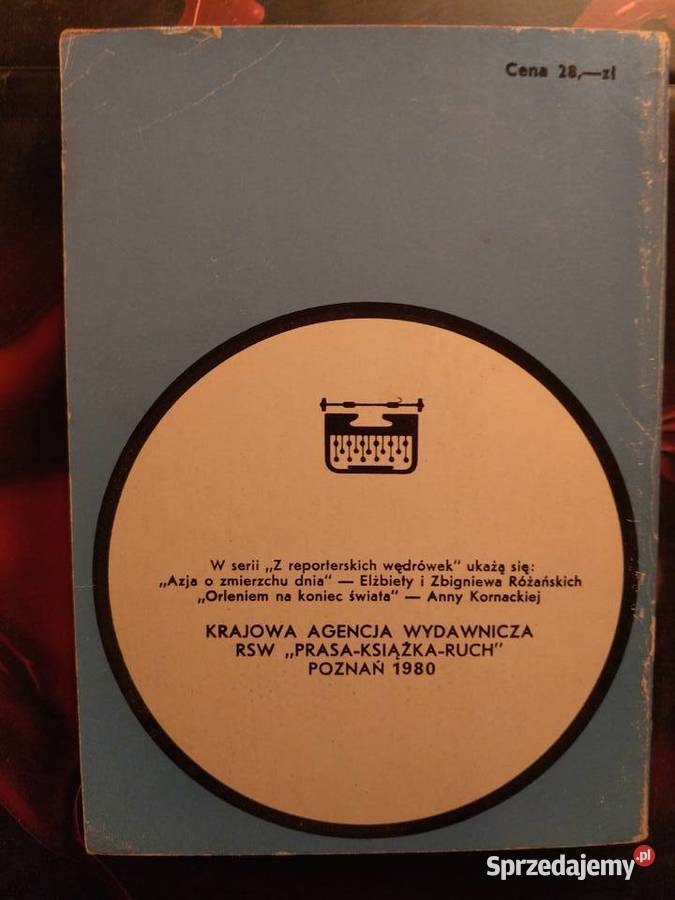 Cena 28,—zł
W serii „Z reporterskich wędrówek" ukażą się:
„Azja o zmierzchu dnia" — Elżbiety i Zbigniewa Różańskich
„Orleniem na koniec świata" — Anny Kornackiej
KRAJOWA AGENCJA WYDAWNICZA
RSW „PRASA-KSIĄŻKA-RUCH"
POZNAŃ 1980
Sprzedajemy.pl